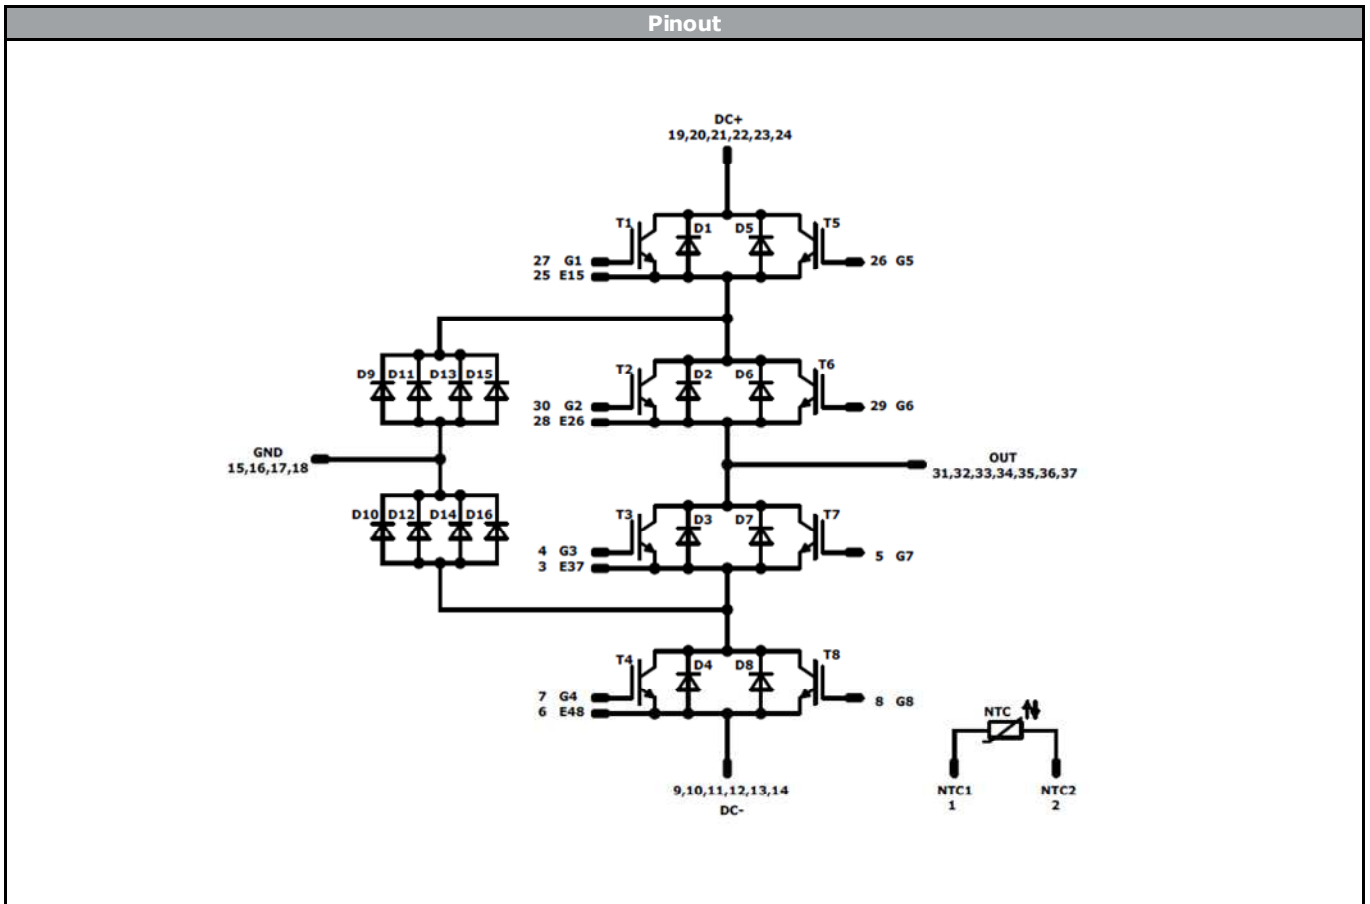 Pinout
DC+
19,20,21,22,23,24
T1
D1
D5
T5
27 G1
26 G5
25 E15
D9
D11
D13
D15
T2
D2
D6
T6
30 G2
29 G6
28 E26
GND
15,16,17,18
OUT
31,32,33,34,35,36,37
D10
D12
D14
D16
T3
D3
D7
T7
4 G3
5 G7
3 E37
T4
D4
D8
T8
7 G4
8 G8
6 E48
NTC
9,10,11,12,13,14
DC-
NTC1
1
NTC2
2